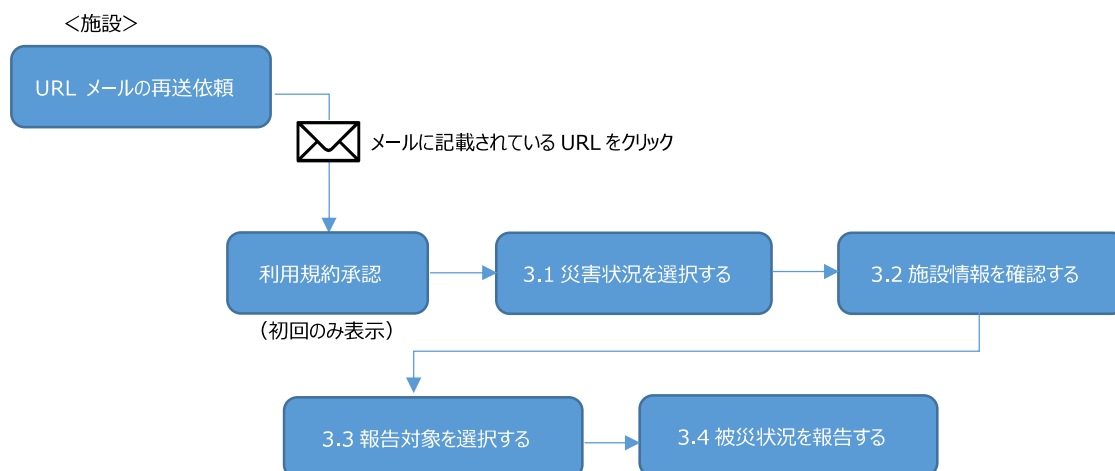 <施設>
URL メールの再送依頼
メールに記載されている URL をクリック
利用規約承認
3.1 災害状況を選択する
3.2 施設情報を確認する
(初回のみ表示)
3.3 報告対象を選択する
3.4 被災状況を報告する